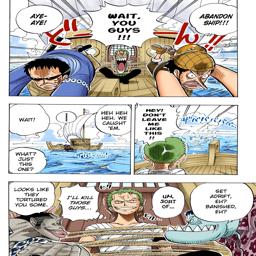 AYE-
AYE!
WAIT,
YOU
GUYS
!!!
ABANDON
SHIP!!!
ど
ん
!!
WAIT!
WHAT?
JUST
THIS
ONE?
HEH HEH
HEH. WE
CAUGHT
'EM.
HEY!
DON'T
LEAVE ME
LIKE
THIS
!!
LOOKS LIKE
THEY
TORTURED
YOU SOME.
I'LL KILL
THOSE
GUYS...
UM,
SORT
OF...
SET
ADRIFT,
EH?
BANISHED,
EH?